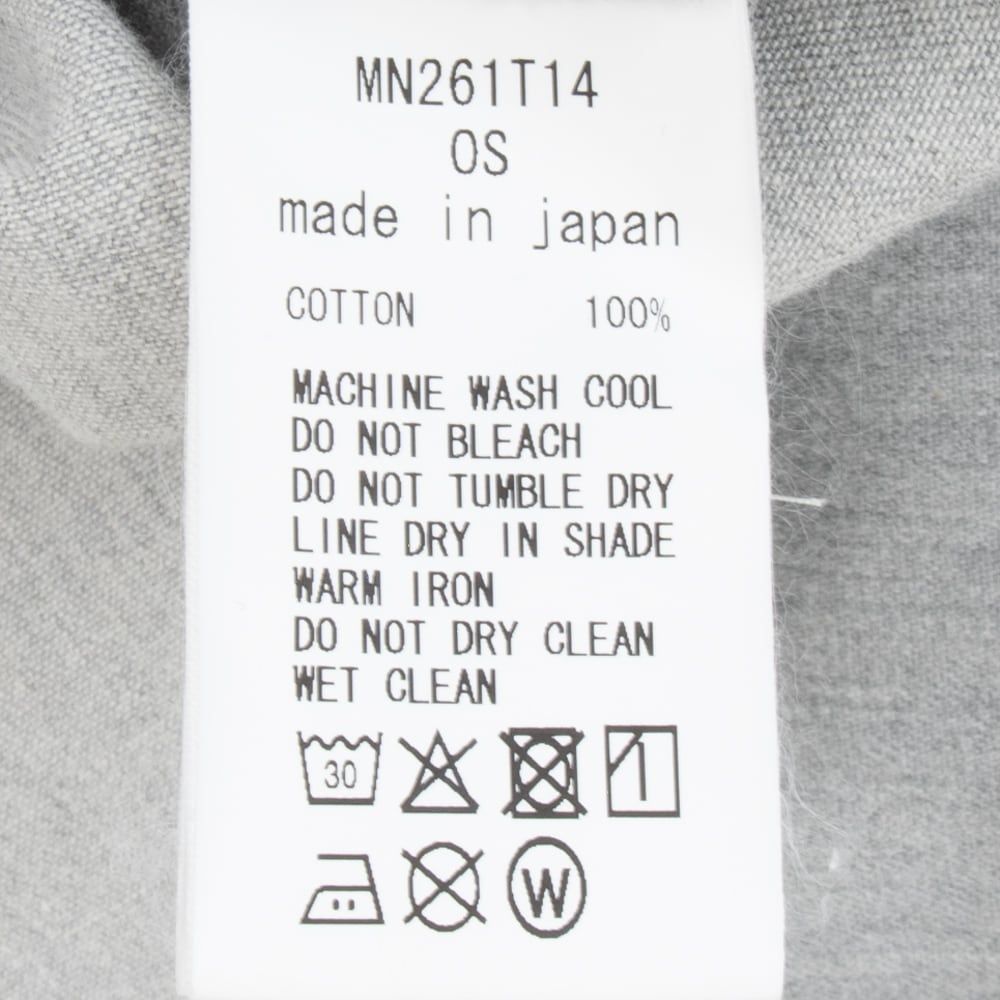 MN261T14
OS
made in japan
COTTON 100%
MACHINE WASH COOL
DO NOT BLEACH
DO NOT TUMBLE DRY
LINE DRY IN SHADE
WARM IRON
DO NOT DRY CLEAN
WET CLEAN
30
W